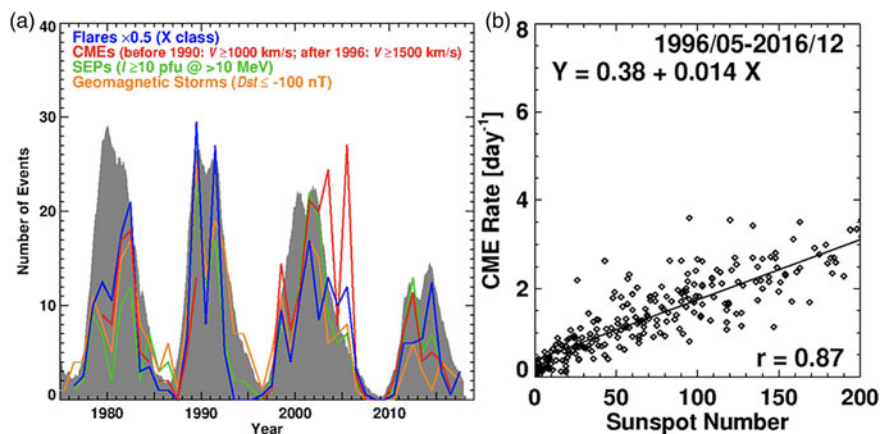 (a)
40
30
20
10
0
Number of Events
Flares ×0.5 (X class)
CMEs (before 1990: V ≥1000 km/s; after 1996: V ≥1500 km/s)
SEPs (I ≥10 pfu @ >10 MeV)
Geomagnetic Storms (Dst ≤ -100 nT)
1980 1990 2000 2010
Year
(b)
8
6
4
2
0
CME Rate [day⁻¹]
1996/05-2016/12
Y = 0.38 + 0.014 X
r = 0.87
0 50 100 150 200
Sunspot Number